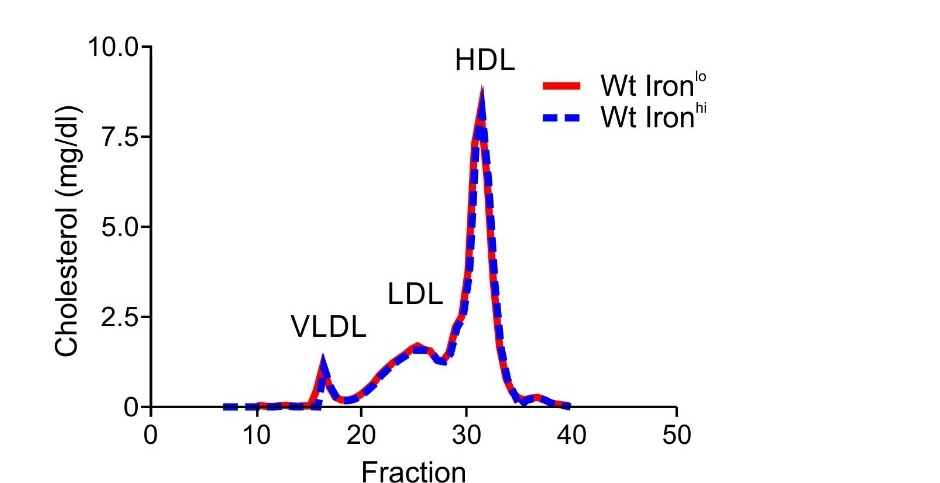 10.0
HDL
Wt Iron^lo
Wt Iron^hi
7.5
Cholesterol (mg/dl)
5.0
LDL
2.5
VLDL
0
0 10 20 30 40 50
Fraction